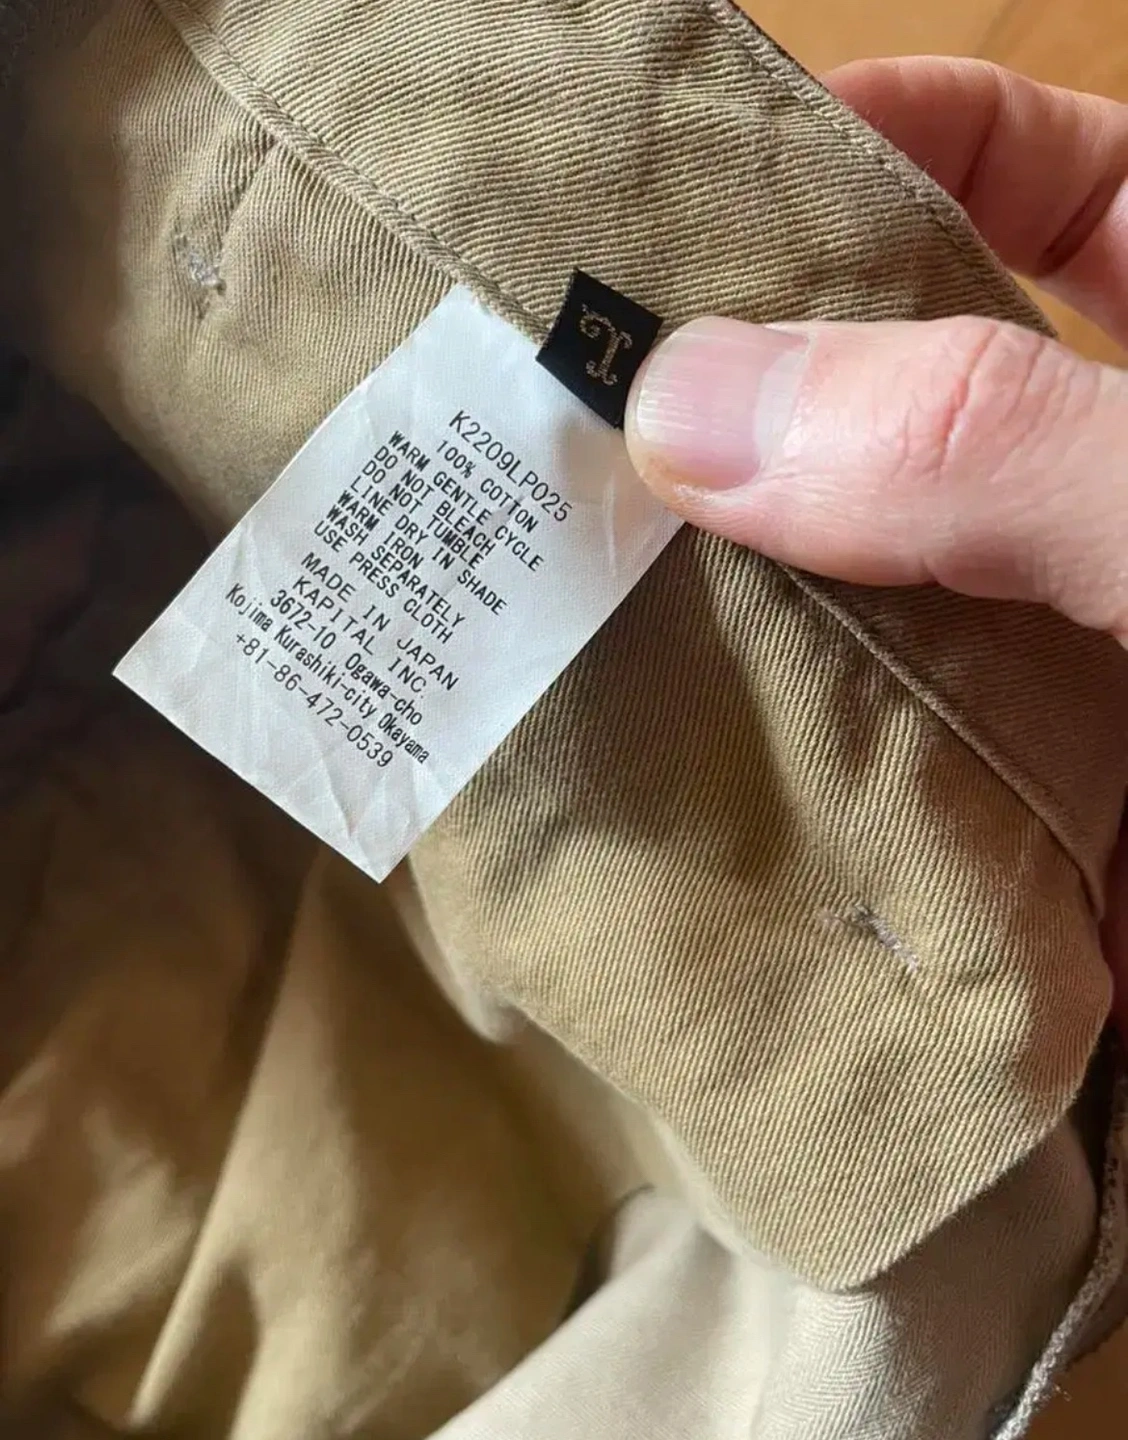 L
K2209LP025
100% COTTON
WARM GENTLE CYCLE
DO NOT BLEACH
DO NOT TUMBLE
LINE DRY IN SHADE
WARM IRON
WASH SEPARATELY
USE PRESS CLOTH
MADE IN JAPAN
KAPITAL INC.
3672-10 Ogawa-cho
Kojima Kurashiki-city Okayama
+81-86-472-0539